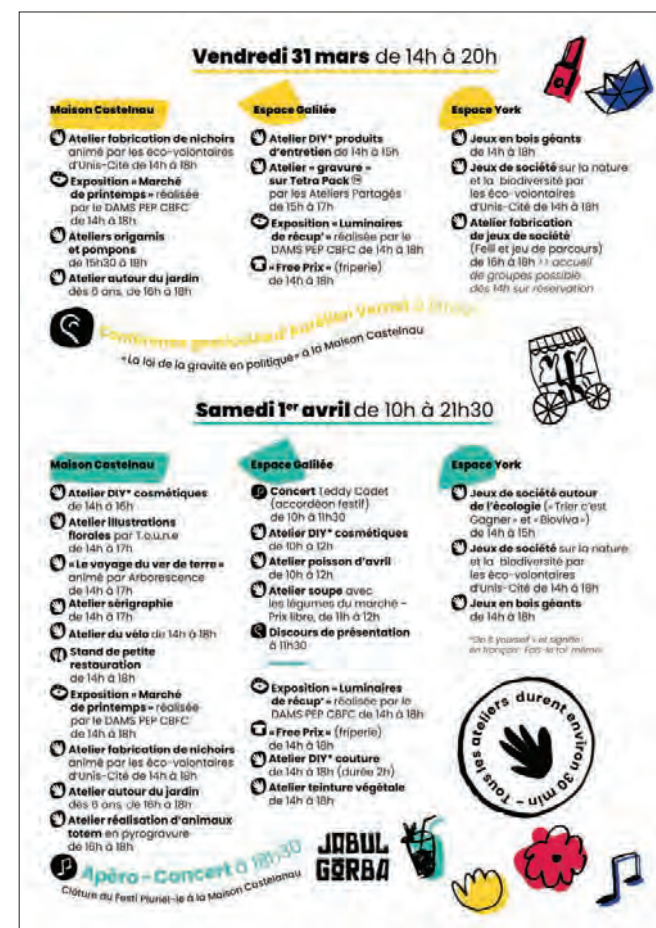 Vendredi 31 mars de 14h à 20h
Maison Castelnau
Atelier fabrication de nichoirs
animé par les éco-volontaires
d'Unis-Cité de 14h à 18h
Exposition « Marché
de printemps » réalisée
par le DAMS PEP CBFC
de 14h à 18h
Ateliers origamis
et pompons
de 15h30 à 18h
Atelier autour du jardin
dès 6 ans, de 16h à 18h
Espace Galilée
Atelier DIY* produits
d'entretien de 14h à 15h
Atelier « gravure »
sur Tetra Pack
par les Ateliers Partagés
de 15h à 17h
Exposition « Luminaires
de récup' » réalisée par le
DAMS PEP CBFC de 14h à 18h
« Free Prix » (friperie)
de 14h à 18h
Espace York
Jeux en bois géants
de 14h à 18h
Jeux de société sur la nature
et la biodiversité par
les éco-volontaires
d'Unis-Cité de 14h à 18h
Atelier fabrication
de jeux de société
(Felli et jeu de parcours)
de 16h à 18h >> accueil
de groupes possible
dès 14h sur réservation
Conférence gesticulée d'Aurélien Vernet à
« La loi de la gravité en politique » à la Maison Castelnau
Samedi 1er avril de 10h à 21h30
Maison Castelnau
Atelier DIY* cosmétiques
de 14h à 16h
Atelier illustrations
florales par T.o.u.n.e
de 14h à 17h
« Le voyage du ver de terre »
animé par Arborescence
de 14h à 17h
Atelier sérigraphie
de 14h à 17h
Atelier du vélo de 14h à 18h
Stand de petite
restauration
de 14h à 18h
Exposition « Marché
de printemps » réalisée
par le DAMS PEP CBFC
de 14h à 18h
Atelier fabrication de nichoirs
animé par les éco-volontaires
d'Unis-Cité de 14h à 18h
Atelier autour du jardin
dès 6 ans, de 16h à 18h
Atelier réalisation d'animaux
totem en pyrogravure
de 16h à 18h
Espace Galilée
Concert Teddy Cadet
(accordéon festif)
de 10h à 11h30
Atelier DIY* cosmétiques
de 10h à 12h
Atelier poisson d'avril
de 10h à 12h
Atelier soupe avec
les légumes du marché –
Prix libre, de 11h à 12h
Discours de présentation
à 11h30
Exposition « Luminaires
de récup' » réalisée par le
DAMS PEP CBFC de 14h à 18h
« Free Prix » (friperie)
de 14h à 18h
Atelier DIY* couture
de 14h à 18h (durée 2h)
Atelier teinture végétale
de 14h à 18h
Espace York
Jeux de société autour
de l'écologie (« Trier c'est
Gagner » et « Bioviva »)
de 14h à 15h
Jeux de société sur la nature
et la biodiversité par
les éco-volontaires
d'Unis-Cité de 14h à 18h
Jeux en bois géants
de 14h à 18h
"Do it yourself" et signifie
en français: Fais-le toi même.
Tous les ateliers durent environ 30 min –
Apéro-Concert à 18h30
JABUL
GORBA
Clôture du Festi Pluriel-le à la Maison Castelanau